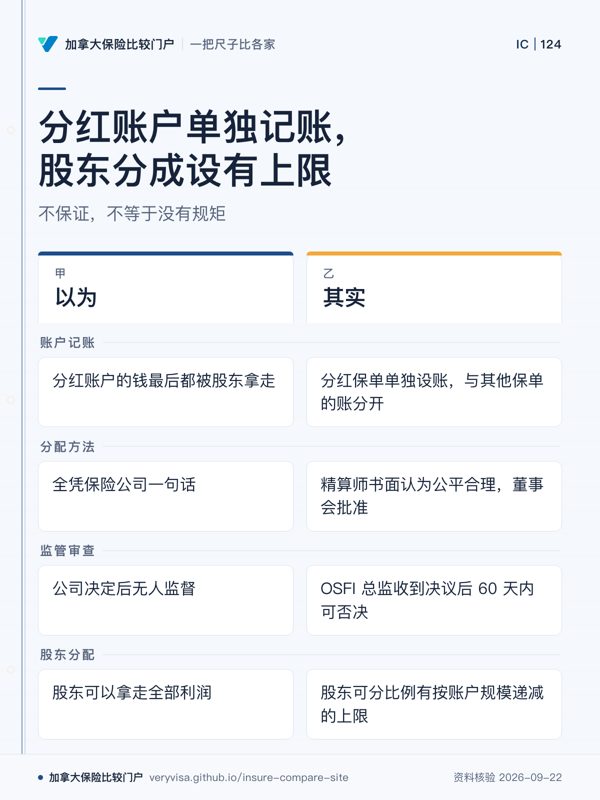 加拿大保险比较门户 | 一把尺子比各家
IC | 124
分红账户单独记账，
股东分成设有上限
不保证，不等于没有规矩
甲
以为
乙
其实
账户记账
分红账户的钱最后都被股东拿走
分红保单单独设账，与其他保单
的账分开
分配方法
全凭保险公司一句话
精算师书面认为公平合理，董事
会批准
监管审查
公司决定后无人监督
OSFI 总监收到决议后 60 天内
可否决
股东分配
股东可以拿走全部利润
股东可分比例有按账户规模递减
的上限
加拿大保险比较门户 veryvisa.github.io/insure-compare-site
资料核验 2026-09-22